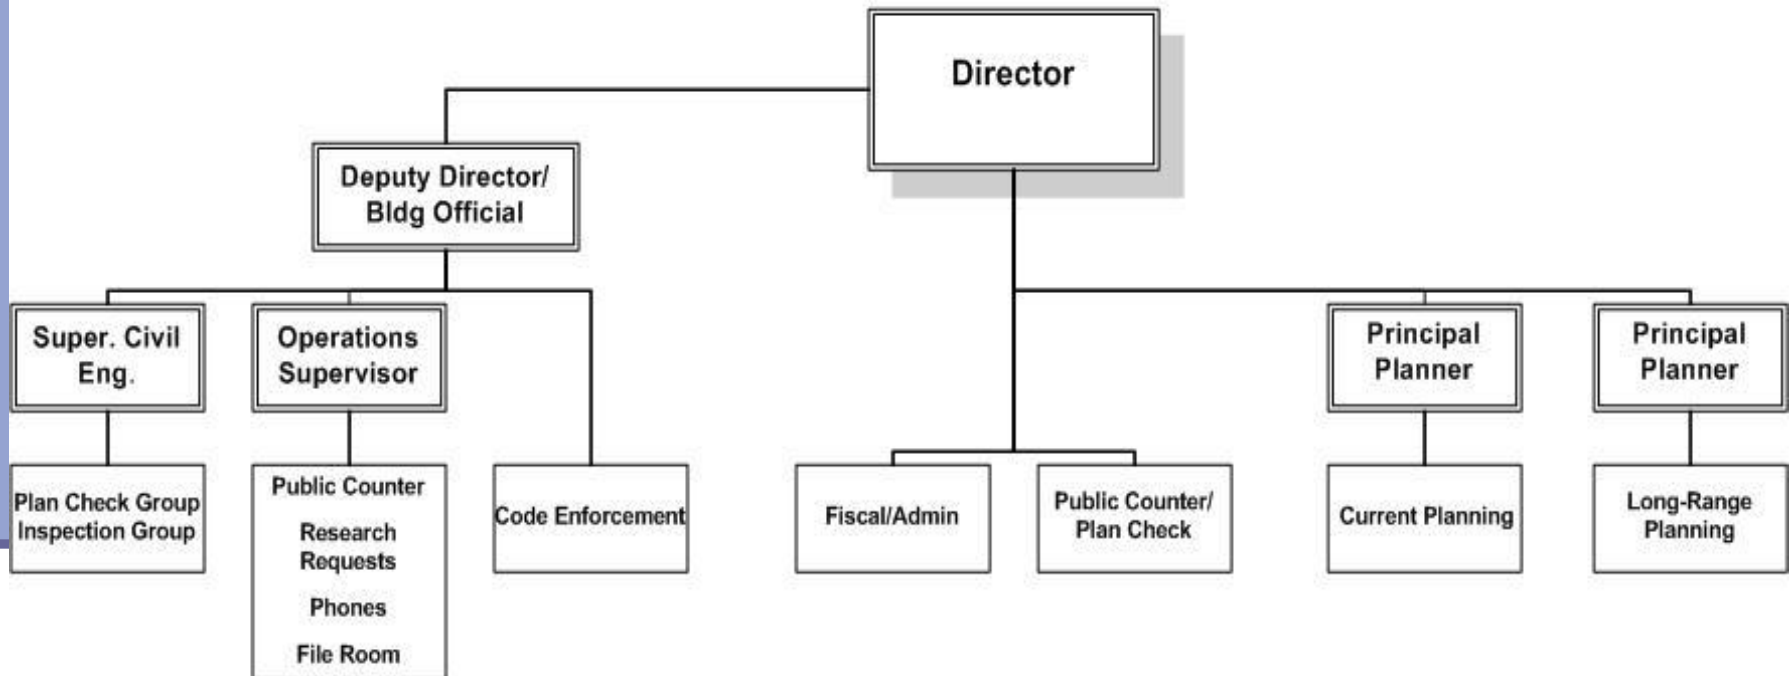 Director
Deputy Director/
Bldg Official
Super. Civil
Eng.
Operations
Supervisor
Principal
Planner
Principal
Planner
Plan Check Group
Inspection Group
Public Counter
Research
Requests
Phones
File Room
Code Enforcement
Fiscal/Admin
Public Counter/
Plan Check
Current Planning
Long-Range
Planning